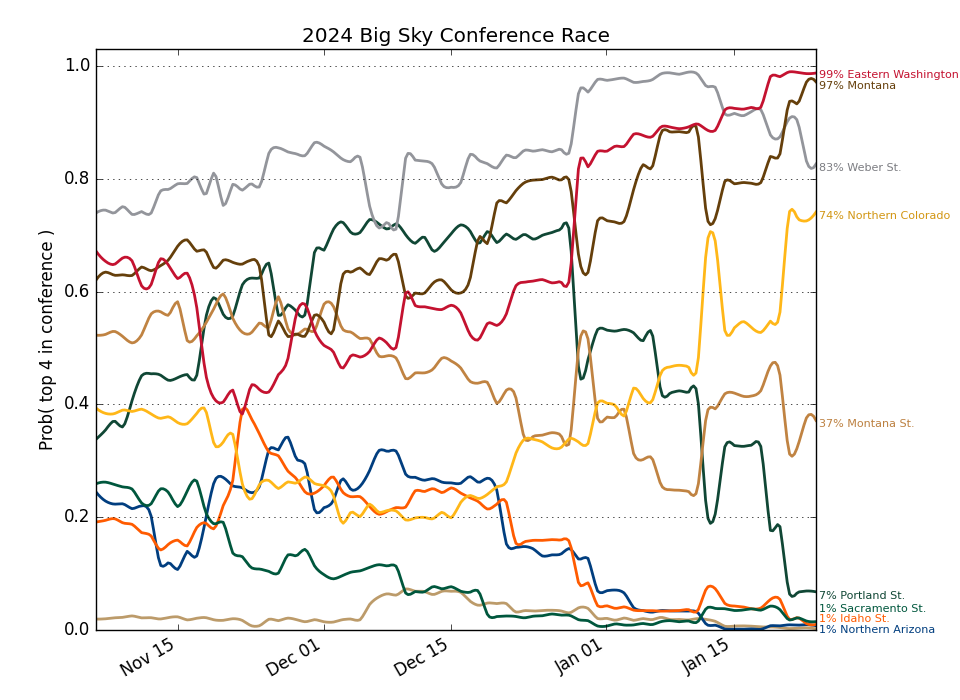 2024 Big Sky Conference Race
Prob( top 4 in conference )
1.0
0.8
0.6
0.4
0.2
0.0
Nov 15
Dec 01
Dec 15
Jan 01
Jan 15
99% Eastern Washington
97% Montana
83% Weber St.
74% Northern Colorado
37% Montana St.
7% Portland St.
1% Sacramento St.
1% Idaho St.
1% Northern Arizona